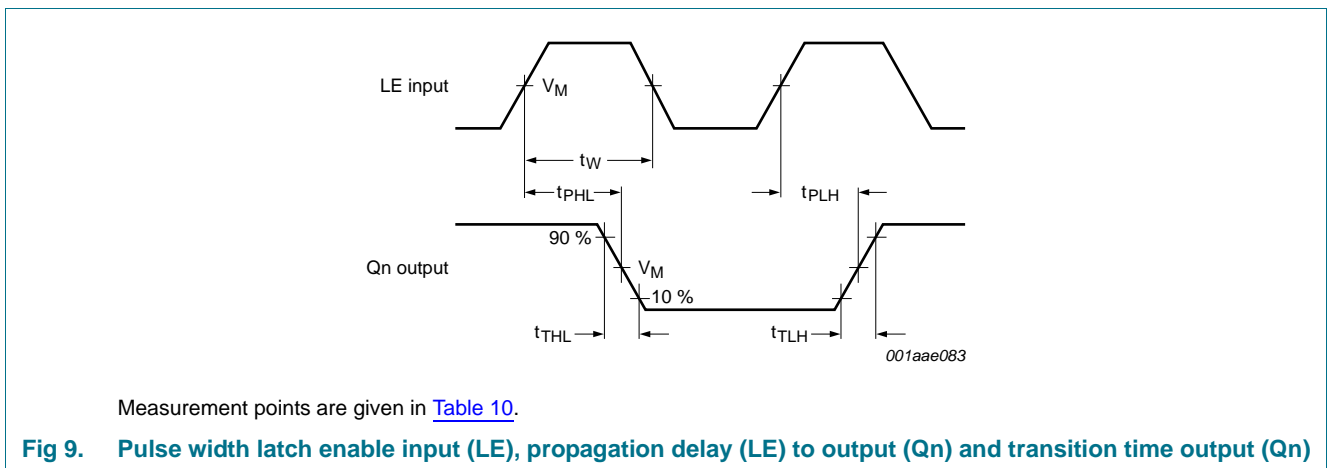 LE input
VM
tW
tPHL
tPLH
90 %
Qn output
VM
10 %
tTHL
tTLH
001aae083
Measurement points are given in Table 10.
Fig 9. Pulse width latch enable input (LE), propagation delay (LE) to output (Qn) and transition time output (Qn)